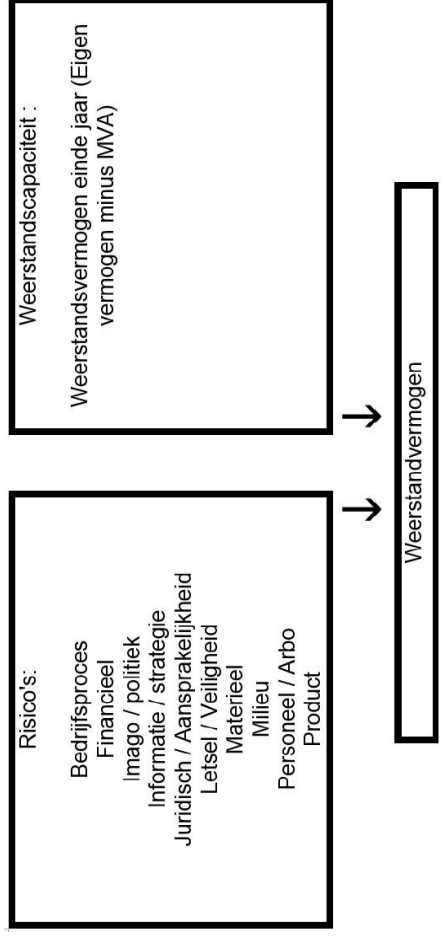 Risico's:
Bedrijfsproces
Financieel
Imago / politiek
Informatie / strategie
Juridisch / Aansprakelijkheid
Letsel / Veiligheid
Materieel
Milieu
Personeel / Arbo
Product
Weerstandscapaciteit :
Weerstandsvermogen einde jaar (Eigen
vermogen minus MVA)
Weerstandvermogen